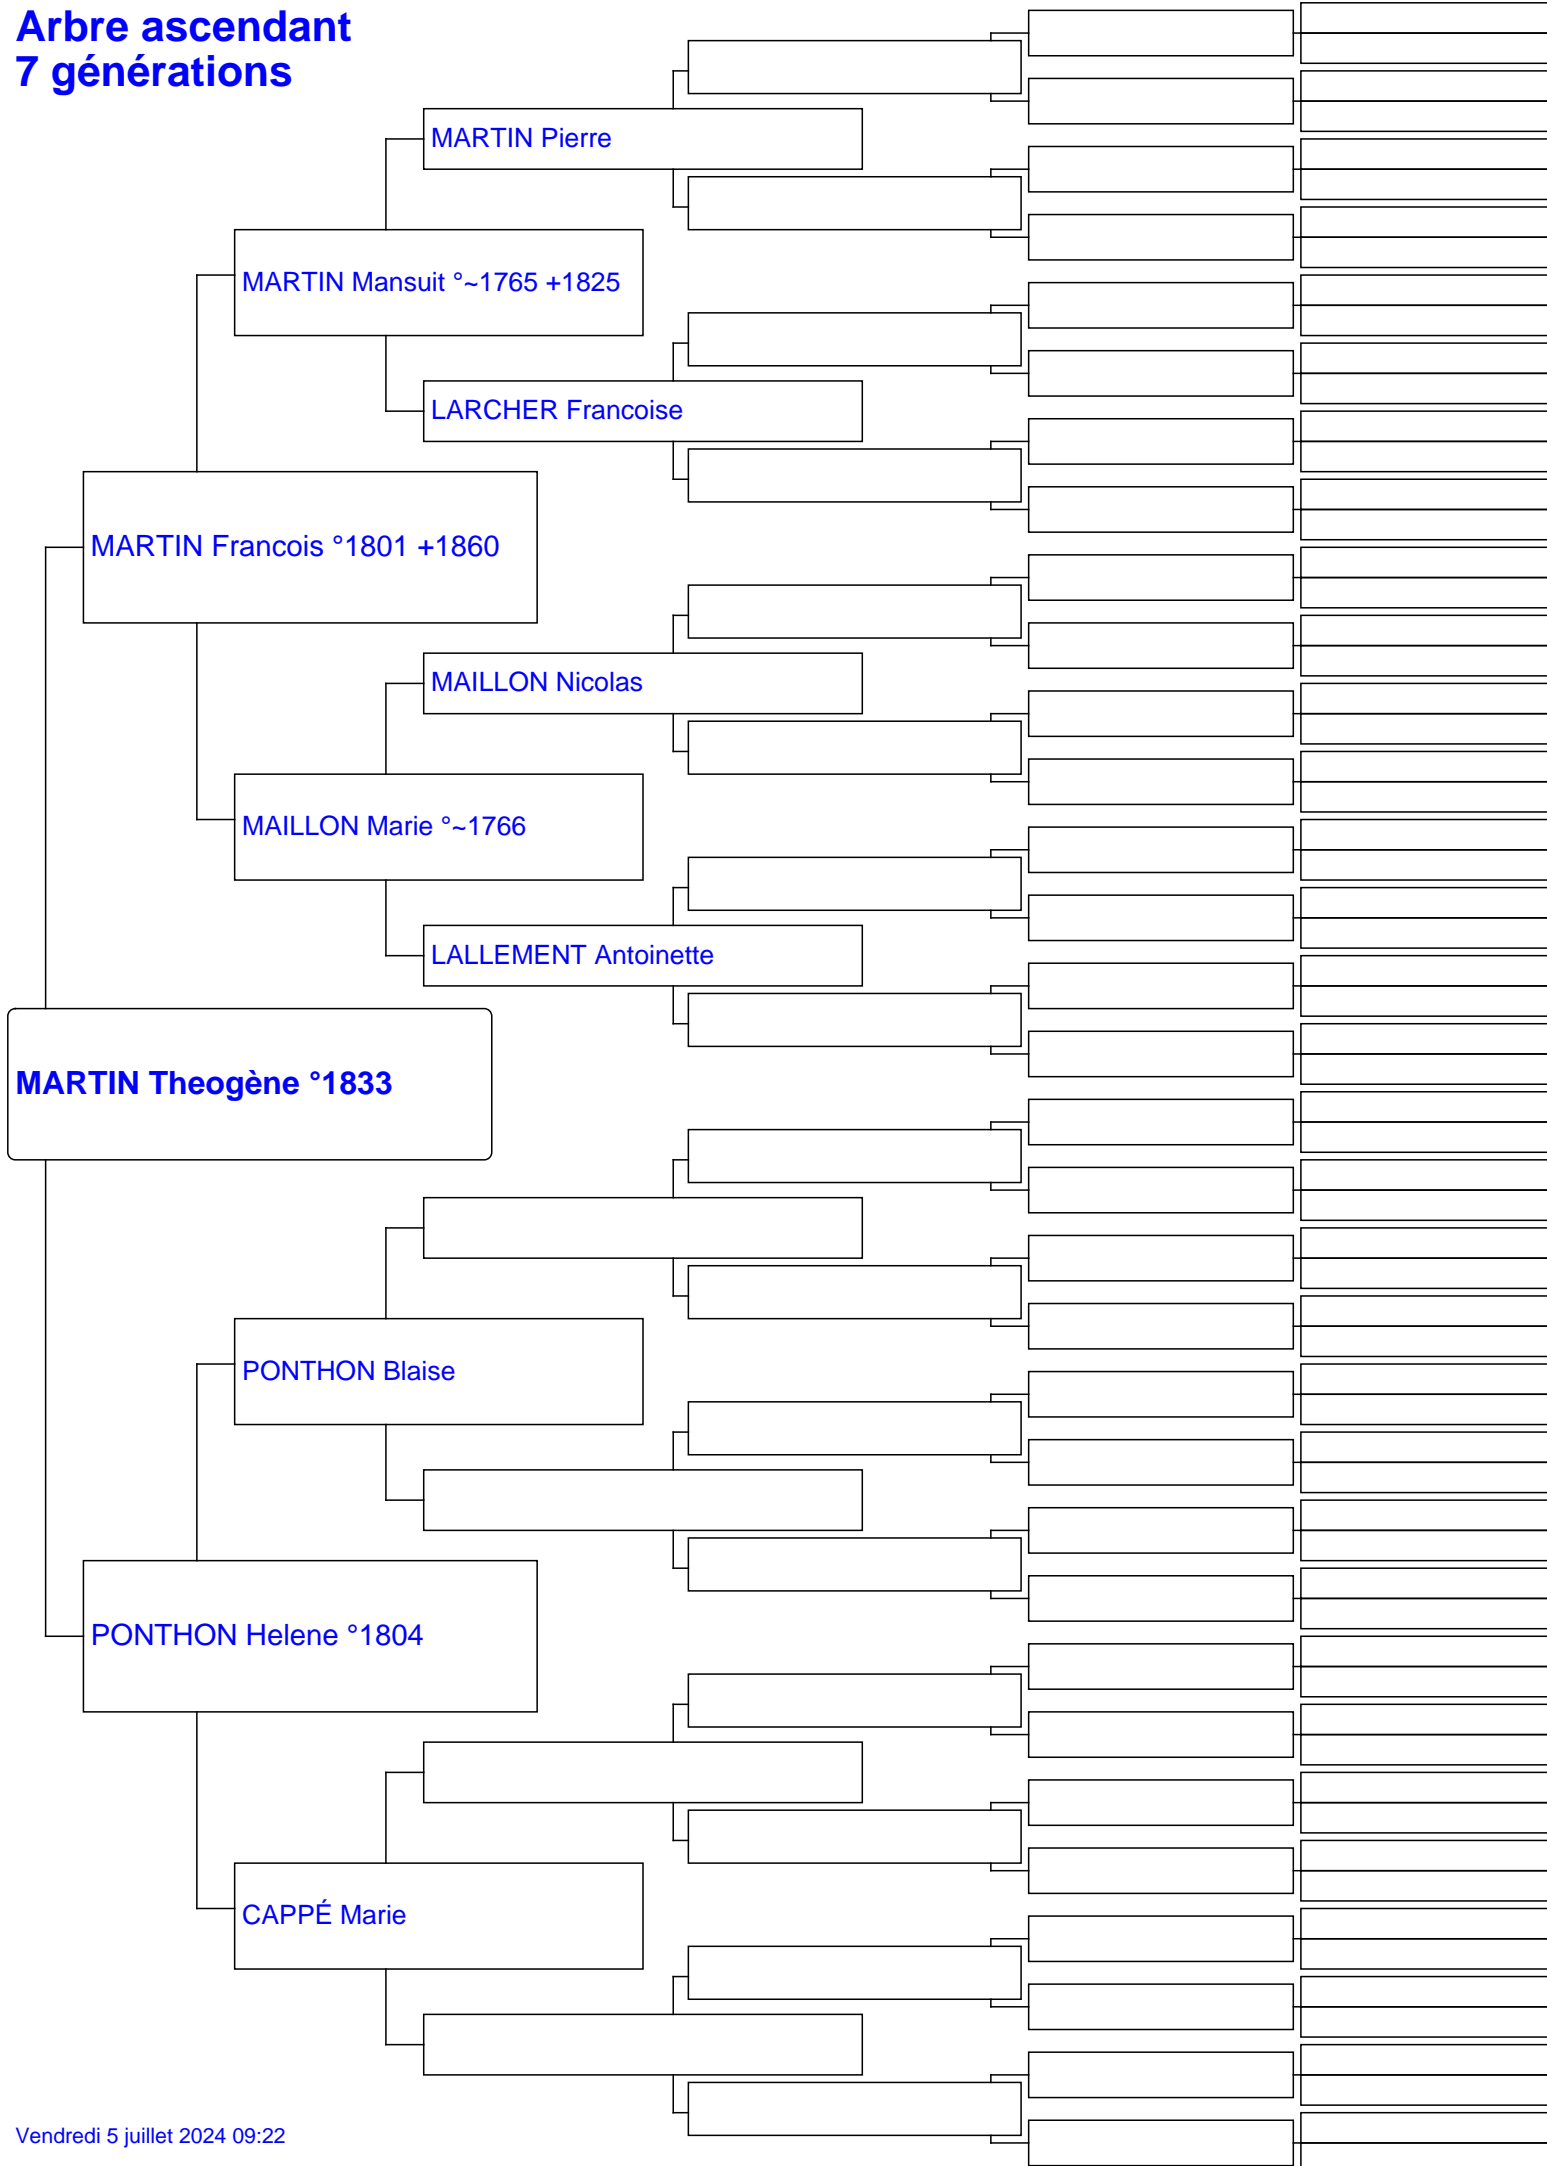 Arbre ascendant
7 générations
MARTIN Pierre
MARTIN Mansuit °~1765 +1825
LARCHER Francoise
MARTIN Francois °1801 +1860
MAILLON Nicolas
MAILLON Marie °~1766
LALLEMENT Antoinette
MARTIN Theogène °1833
PONTHON Blaise
PONTHON Helene °1804
CAPPÉ Marie
Vendredi 5 juillet 2024 09:22